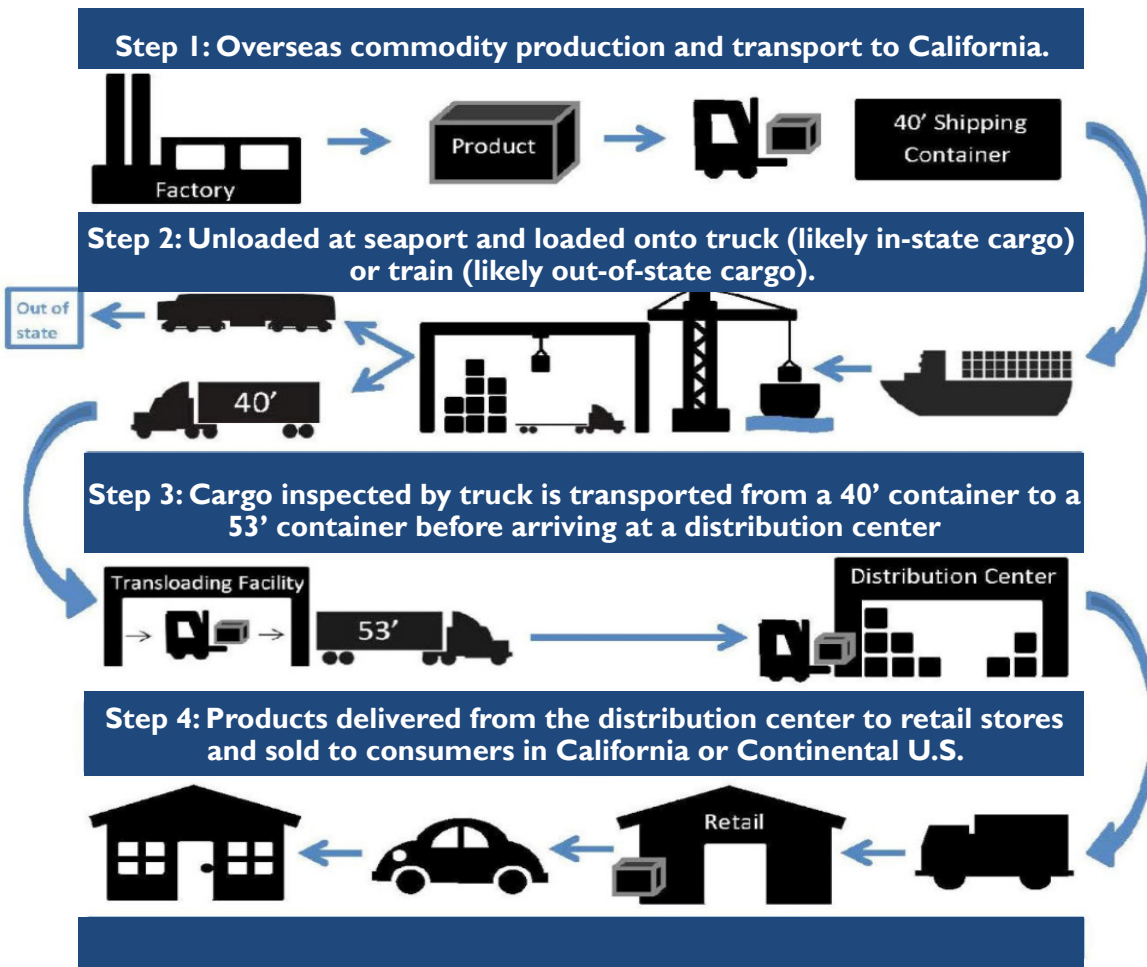 Step 1: Overseas commodity production and transport to California.
Factory
Product
40' Shipping
Container
Step 2: Unloaded at seaport and loaded onto truck (likely in-state cargo)
or train (likely out-of-state cargo).
Out of
state
40'
Step 3: Cargo inspected by truck is transported from a 40’ container to a
53’ container before arriving at a distribution center
Transloading Facility
53'
Distribution Center
Step 4: Products delivered from the distribution center to retail stores
and sold to consumers in California or Continental U.S.
Retail